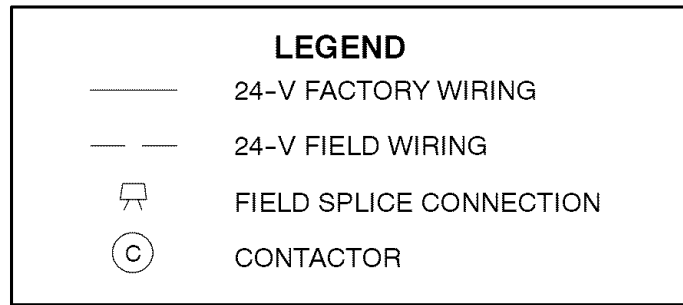 LEGEND
24-V FACTORY WIRING
24-V FIELD WIRING
FIELD SPLICE CONNECTION
C CONTACTOR